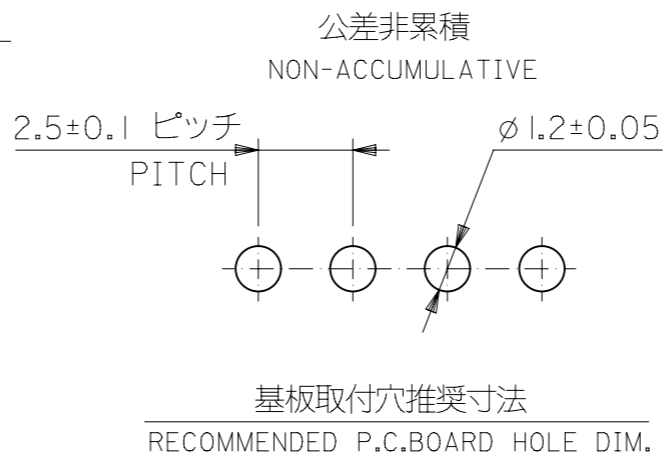 公差非累積
NON-ACCUMULATIVE
2.5±0.1 ピッチ
PITCH
φ1.2±0.05
基板取付穴推奨寸法
RECOMMENDED P.C.BOARD HOLE DIM.